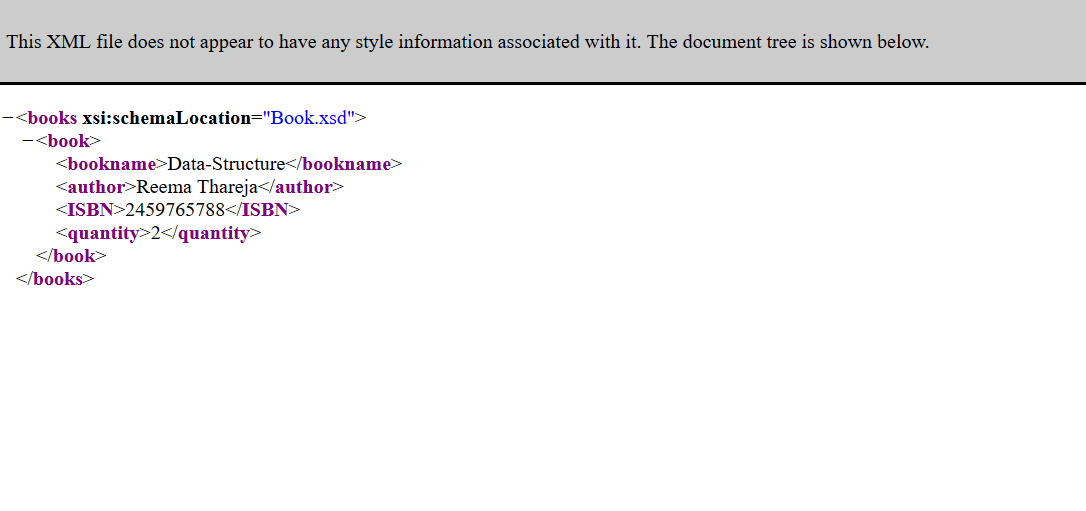 This XML file does not appear to have any style information associated with it. The document tree is shown below.
−<books xsi:schemaLocation="Book.xsd">
−<book>
<bookname>Data-Structure</bookname>
<author>Reema Thareja</author>
<ISBN>2459765788</ISBN>
<quantity>2</quantity>
</book>
</books>